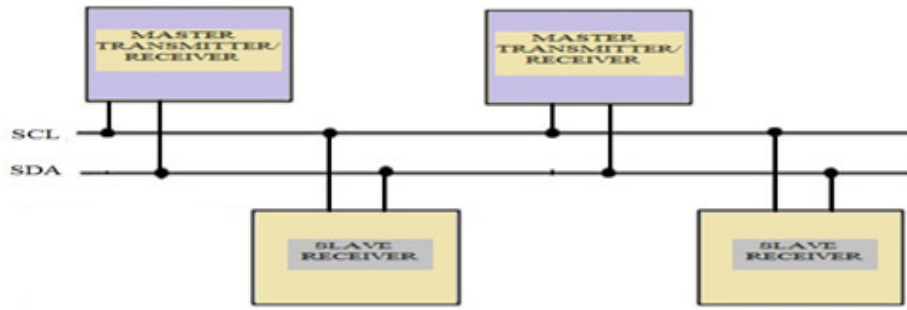 MASTER
TRANSMITTER/
RECEIVER
MASTER
TRANSMITTER/
RECEIVER
SCL
SDA
SLAVE
RECEIVER
SLAVE
RECEIVER